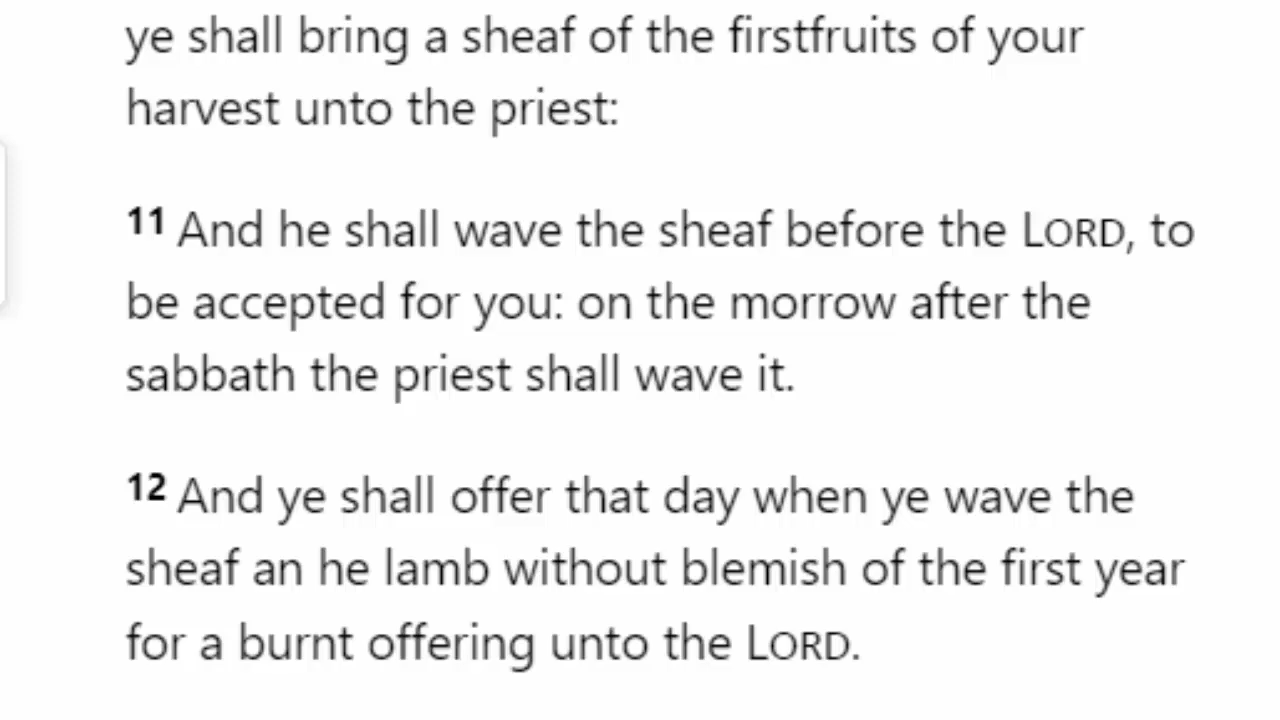 ye shall bring a sheaf of the firstfruits of your
harvest unto the priest:
11 And he shall wave the sheaf before the LORD, to
be accepted for you: on the morrow after the
sabbath the priest shall wave it.
12 And ye shall offer that day when ye wave the
sheaf an he lamb without blemish of the first year
for a burnt offering unto the LORD.